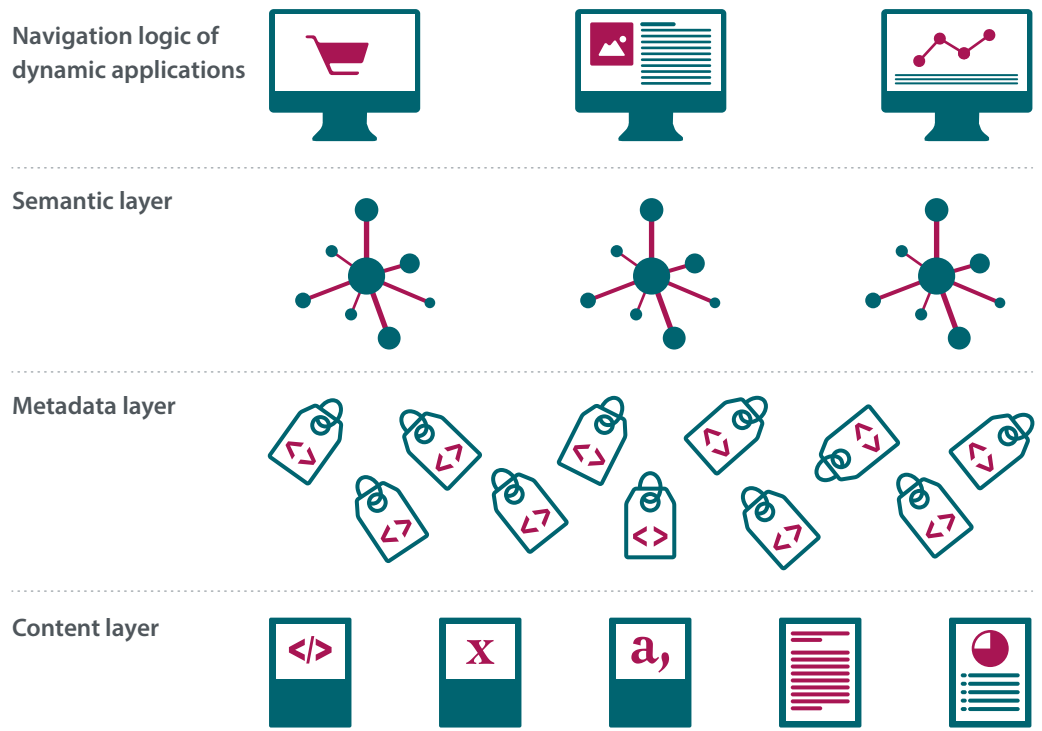 Navigation logic of
dynamic applications
Semantic layer
Metadata layer
<>
Content layer
</>
x
a,